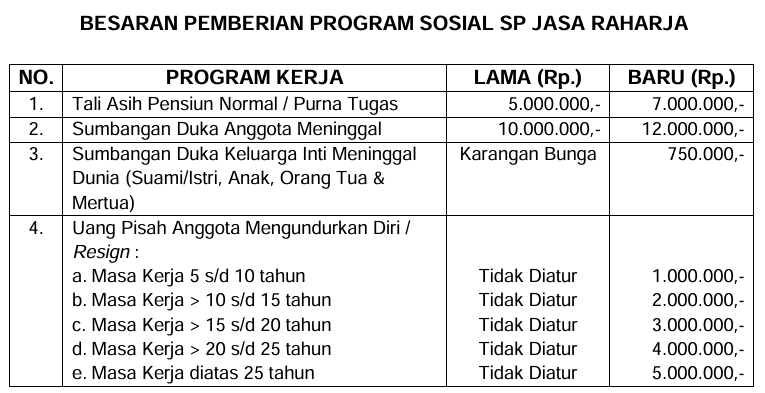 BESARAN PEMBERIAN PROGRAM SOSIAL SP JASA RAHARJA
NO. PROGRAM KERJA LAMA (Rp.) BARU (Rp.)
1. Tali Asih Pensiun Normal / Purna Tugas 5.000.000,- 7.000.000,-
2. Sumbangan Duka Anggota Meninggal 10.000.000,- 12.000.000,-
3. Sumbangan Duka Keluarga Inti Meninggal Karangan Bunga 750.000,-
Dunia (Suami/Istri, Anak, Orang Tua &
Mertua)
4. Uang Pisah Anggota Mengundurkan Diri /
Resign :
a. Masa Kerja 5 s/d 10 tahun Tidak Diatur 1.000.000,-
b. Masa Kerja > 10 s/d 15 tahun Tidak Diatur 2.000.000,-
c. Masa Kerja > 15 s/d 20 tahun Tidak Diatur 3.000.000,-
d. Masa Kerja > 20 s/d 25 tahun Tidak Diatur 4.000.000,-
e. Masa Kerja diatas 25 tahun Tidak Diatur 5.000.000,-